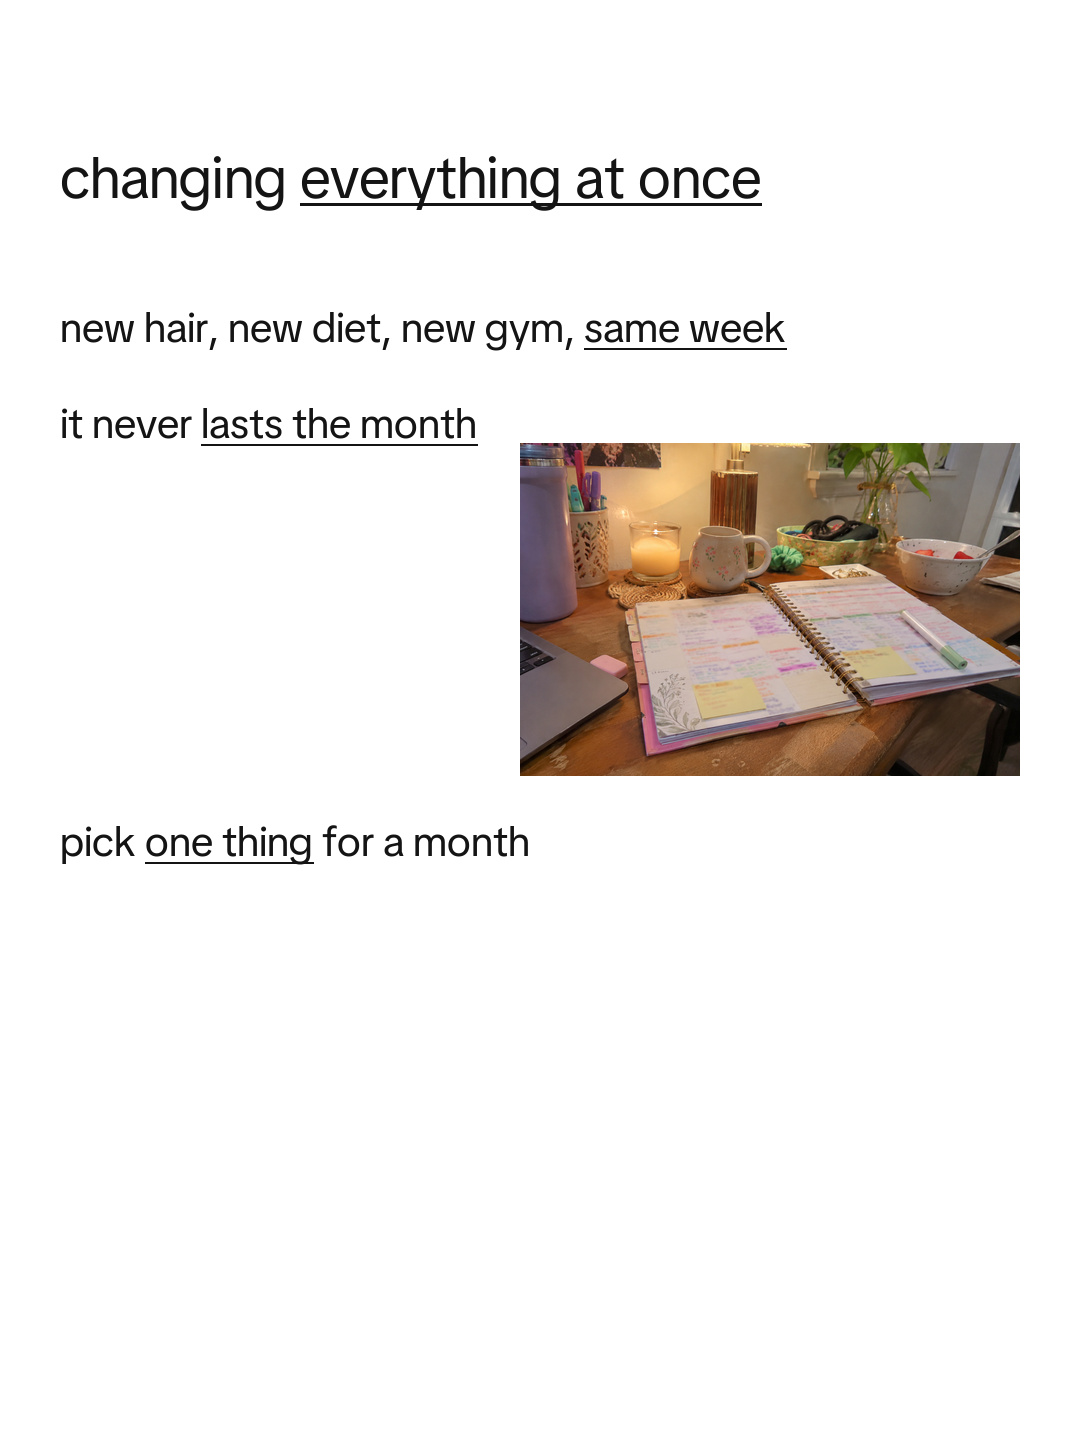 changing everything at once
new hair, new diet, new gym, same week
it never lasts the month
pick one thing for a month